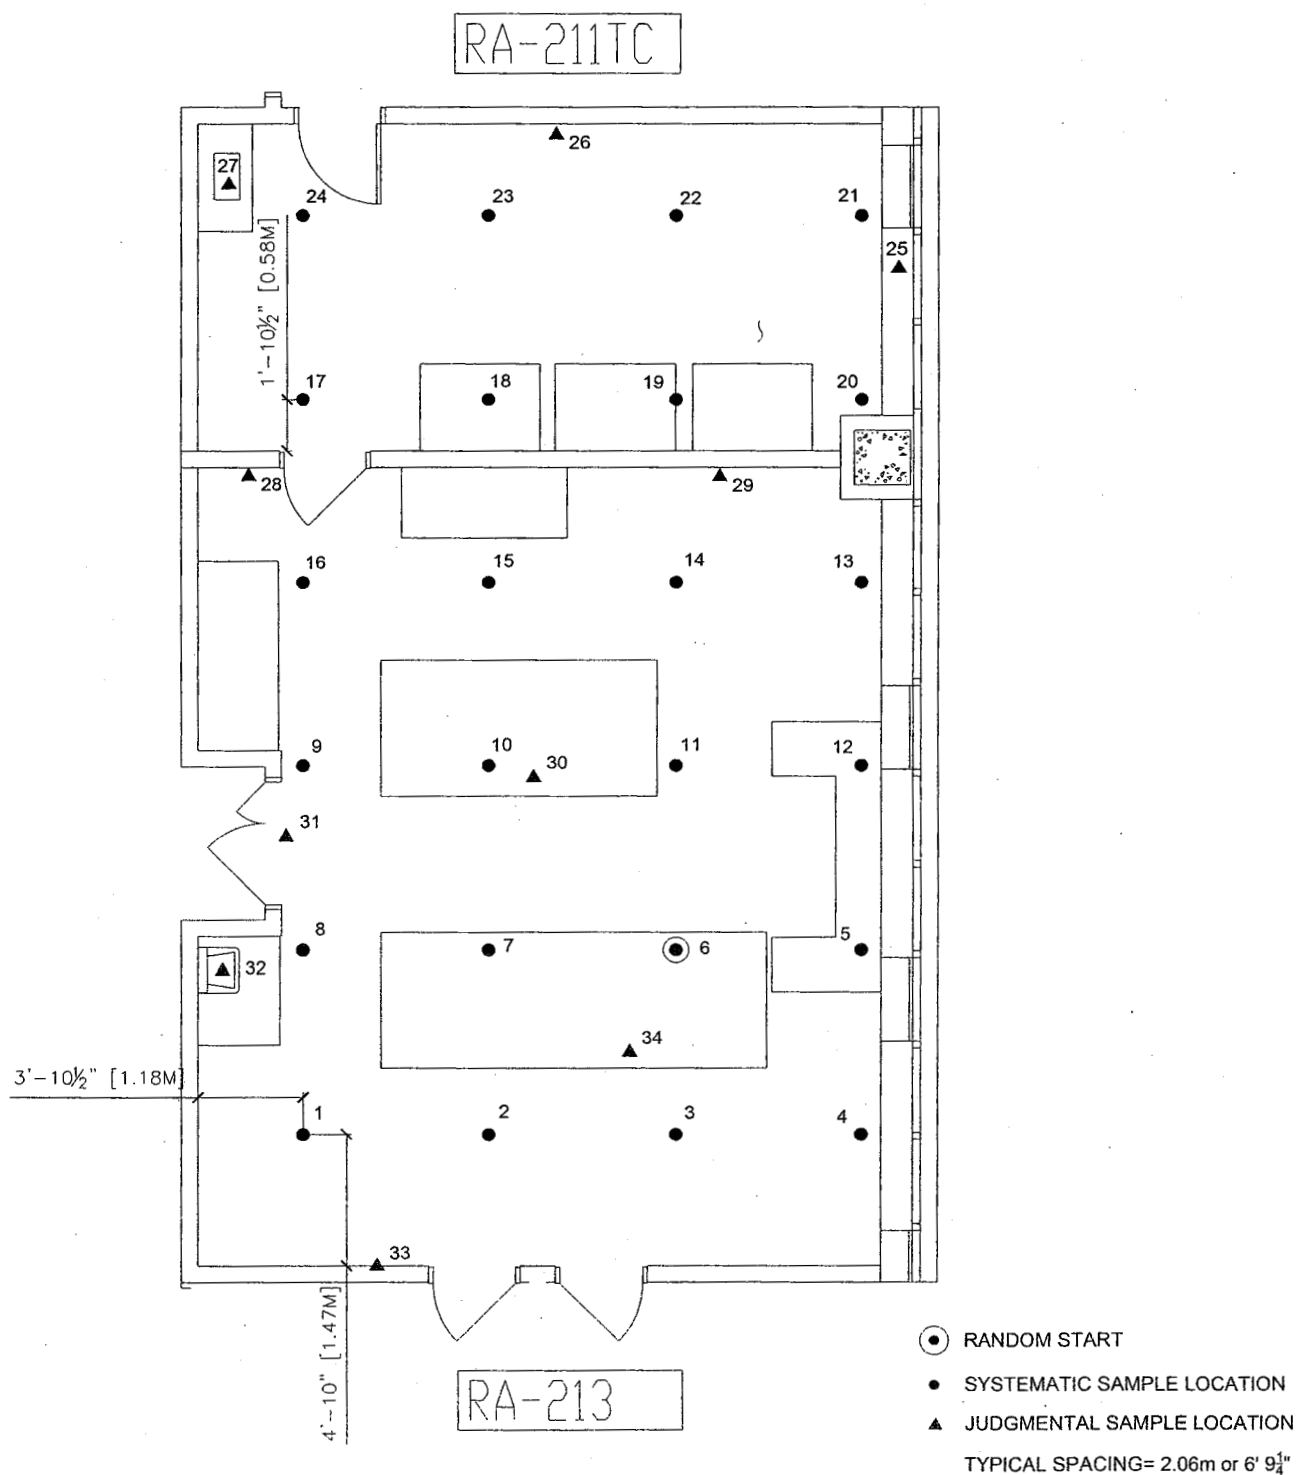 RA-211TC
26
27
24 23 22 21
25
1'-10½" [0.58M]
17 18 19 20
28 29
16 15 14 13
9 10 11 12
30
31
8 7 6 5
32
34
3'-10½" [1.18M]
1 2 3 4
33
4'-10" [1.47M]
RA-213
RANDOM START
SYSTEMATIC SAMPLE LOCATION
JUDGMENTAL SAMPLE LOCATION
TYPICAL SPACING= 2.06m or 6' 9¼"